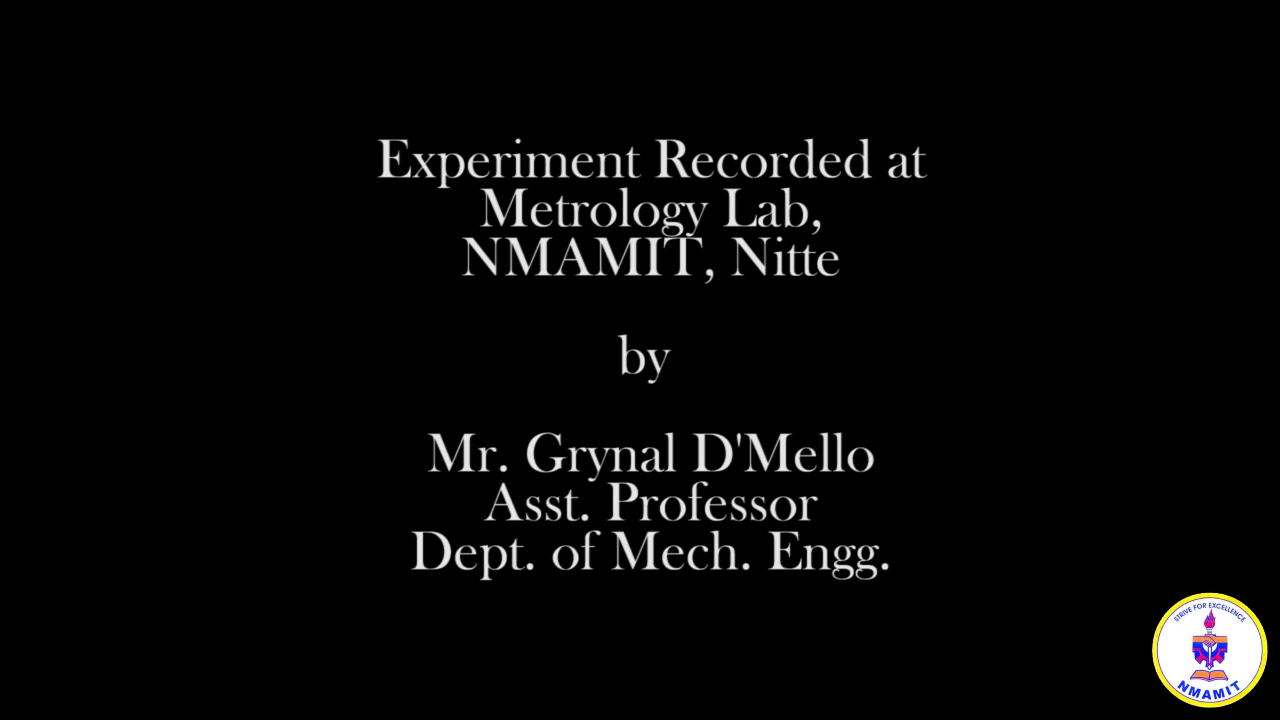 Experiment Recorded at
Metrology Lab,
NMAMIT, Nitte
by
Mr. Grynal D'Mello
Asst. Professor
Dept. of Mech. Engg.
STRIVE FOR EXCELLENCE
NMAMIT